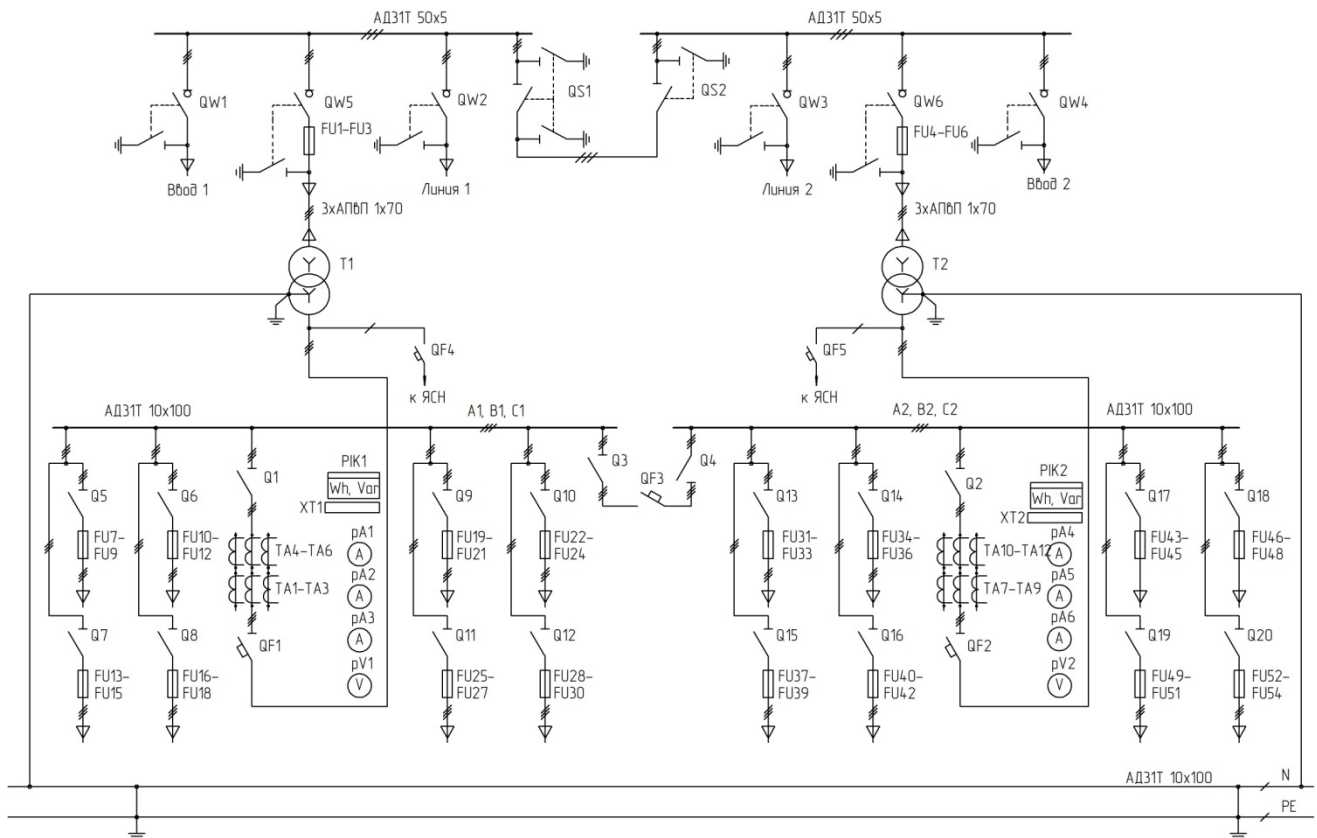 АД31Т 50х5
АД31Т 50х5
QW1
QW5
QW2
QS1
QS2
QW3
QW6
QW4
FU1-FU3
FU4-FU6
Ввод 1
Линия 1
Линия 2
Ввод 2
3хАПвП 1х70
3хАПвП 1х70
T1
T2
QF4
QF5
к ЯСН
к ЯСН
АД31Т 10х100
A1, B1, C1
A2, B2, C2
АД31Т 10х100
Q5
Q6
Q1
PIK1
Wh, Var
XT1
Q9
Q10
Q3
QF3
Q4
Q13
Q14
Q2
PIK2
Wh, Var
XT2
Q17
Q18
FU7-
FU9
FU10-
FU12
TA4-TA6
TA1-TA3
pA1
A
pA2
A
pA3
A
pV1
V
FU19-
FU21
FU22-
FU24
FU31-
FU33
FU34-
FU36
TA10-TA12
TA7-TA9
pA4
A
pA5
A
pA6
A
pV2
V
FU43-
FU45
FU46-
FU48
Q7
Q8
QF1
Q11
Q12
Q15
Q16
QF2
Q19
Q20
FU13-
FU15
FU16-
FU18
FU25-
FU27
FU28-
FU30
FU37-
FU39
FU40-
FU42
FU49-
FU51
FU52-
FU54
АД31Т 10х100
N
PE